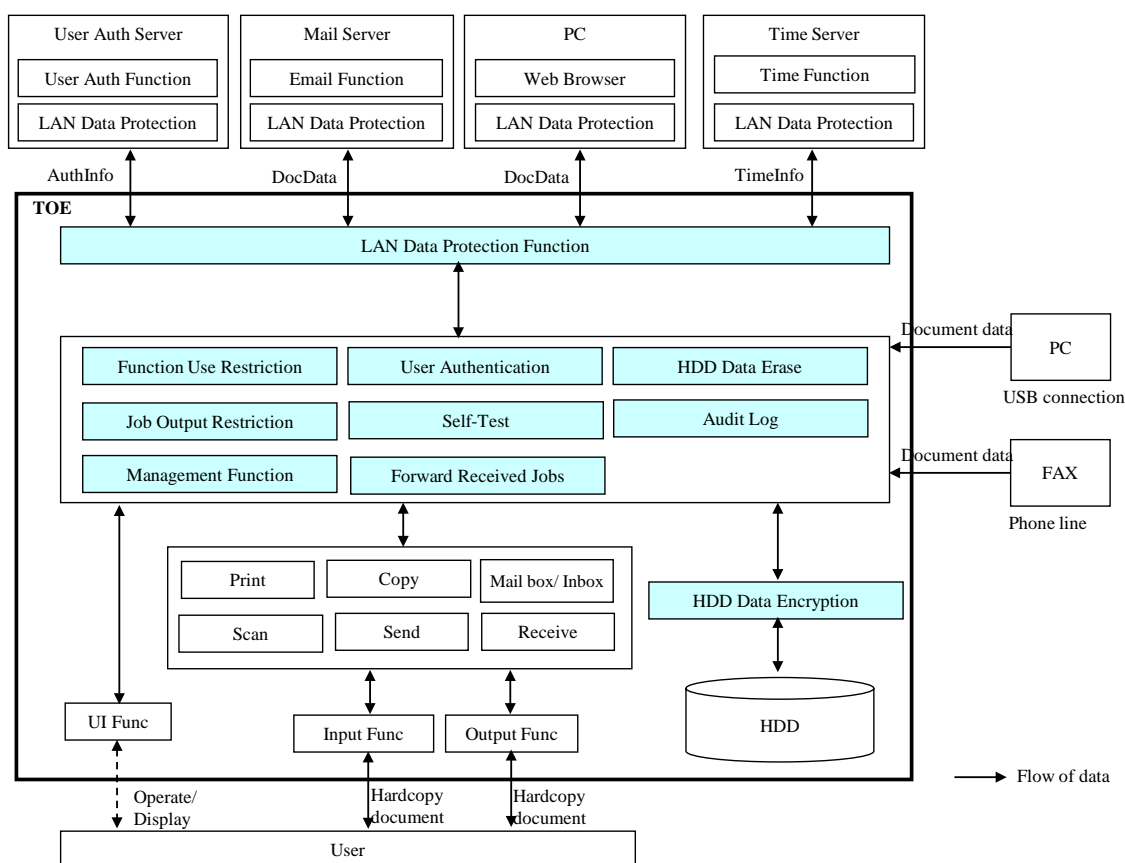 User Auth Server
Mail Server
PC
Time Server
User Auth Function
Email Function
Web Browser
Time Function
LAN Data Protection
LAN Data Protection
LAN Data Protection
LAN Data Protection
AuthInfo
DocData
DocData
TimeInfo
TOE
LAN Data Protection Function
Document data
PC
USB connection
Function Use Restriction
User Authentication
HDD Data Erase
Job Output Restriction
Self-Test
Audit Log
Management Function
Forward Received Jobs
Document data
FAX
Phone line
Print
Copy
Mail box/ Inbox
Scan
Send
Receive
HDD Data Encryption
UI Func
Input Func
Output Func
HDD
Flow of data
Operate/
Display
Hardcopy
document
Hardcopy
document
User